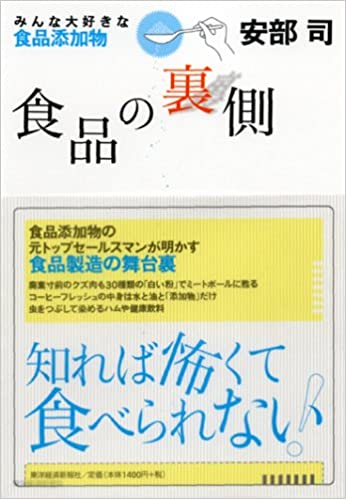 みんな大好きな
食品添加物
安部 司
食品の裏側
食品添加物の
元トップセールスマンが明かす
食品製造の舞台裏
廃棄寸前のクズ肉も30種類の「白い粉」でミートボールに甦る
コーヒーフレッシュの中身は水と油と「添加物」だけ
虫をつぶして染めるハムや健康飲料
知れば怖くて
食べられない!
東洋経済新報社/定価(本体1400円+税)